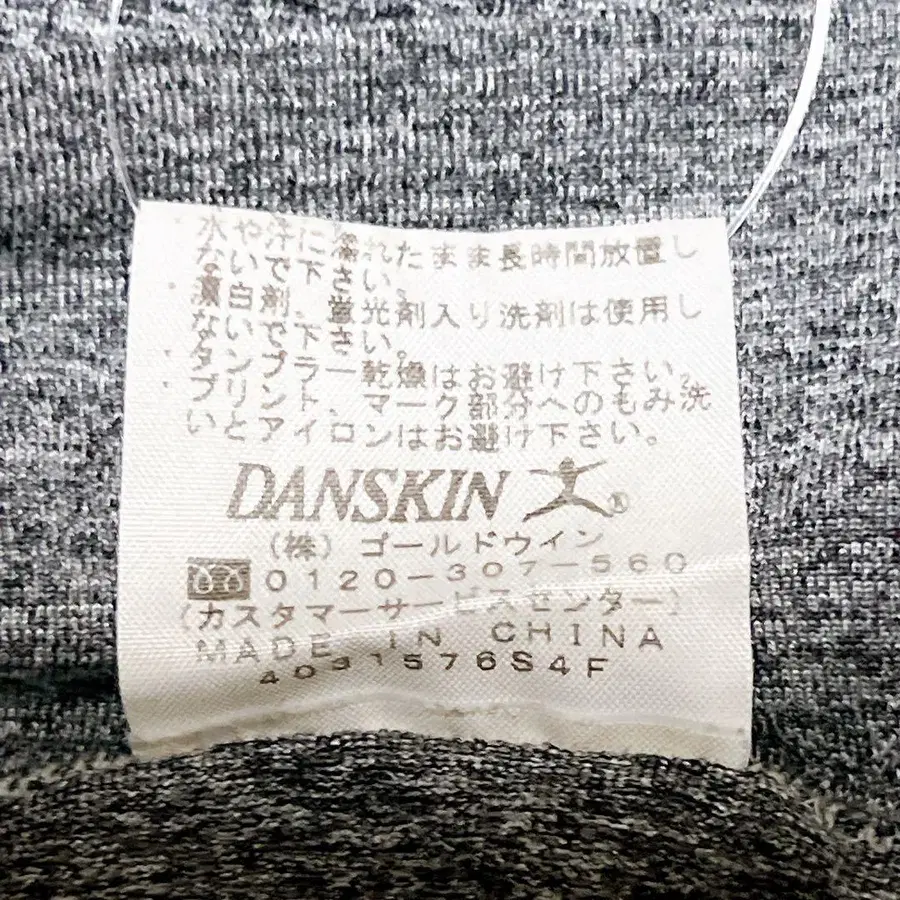 水や汗に濡れたまま長時間放置し
ないで下さい。
漂白剤、蛍光剤入り洗剤は使用し
ないで下さい。
タンブラー乾燥はお避け下さい。
プリント、マーク部分へのもみ洗
いとアイロンはお避け下さい。
DANSKIN ®
(株)ゴールドウイン
0120-307-560
(カスタマーサービスセンター)
MADE IN CHINA
4031576S4F